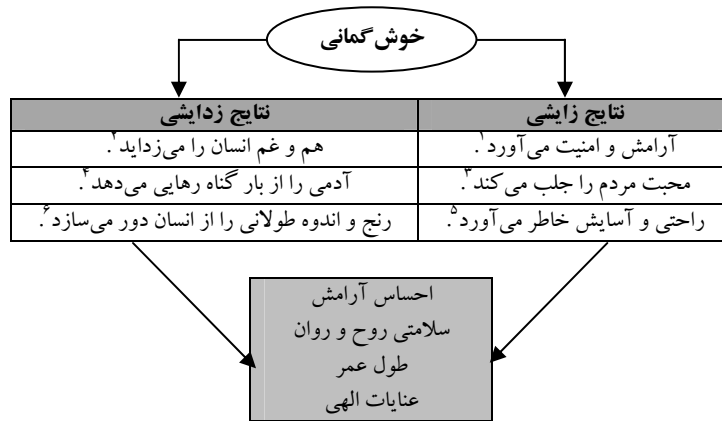 خوش‌گمانی
نتایج زایشی
نتایج زدایشی
آرامش و امنیت می‌آورد۱.
هم و غم انسان را می‌زداید۲.
محبت مردم را جلب می‌کند۳.
آدمی را از بار گناه رهایی می‌دهد۴.
راحتی و آسایش خاطر می‌آورد۵.
رنج و اندوه طولانی را از انسان دور می‌سازد۶.
احساس آرامش
سلامتی روح و روان
طول عمر
عنایات الهی